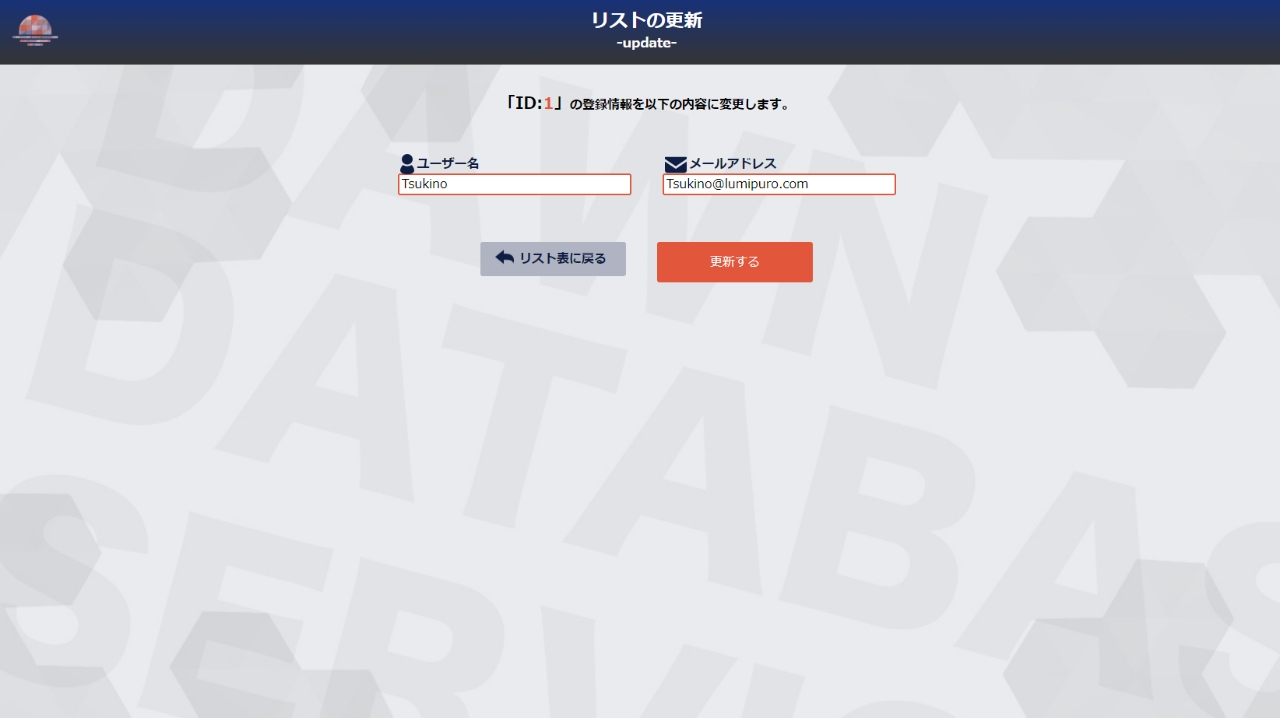 リストの更新
-update-
「ID:1」の登録情報を以下の内容に変更します。
ユーザー名
メールアドレス
Tsukino
Tsukino@lumipuro.com
リスト表に戻る
更新する
DAWN
DATABAS
SERVIC